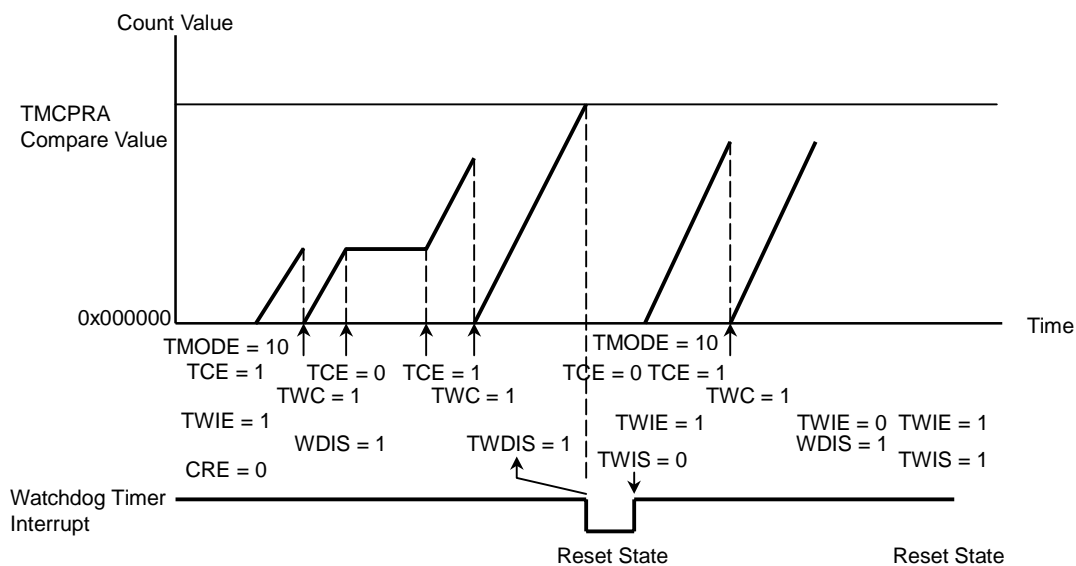 Count Value
TMCPRA
Compare Value
0x000000
Time
TMODE = 10
TMODE = 10
TCE = 1
TCE = 0
TCE = 1
TCE = 0
TCE = 1
TWC = 1
TWC = 1
TWC = 1
TWIE = 1
TWIE = 1
TWIE = 0
TWIE = 1
WDIS = 1
TWDIS = 1
WDIS = 1
CRE = 0
TWIS = 0
TWIS = 1
Watchdog Timer
Interrupt
Reset State
Reset State